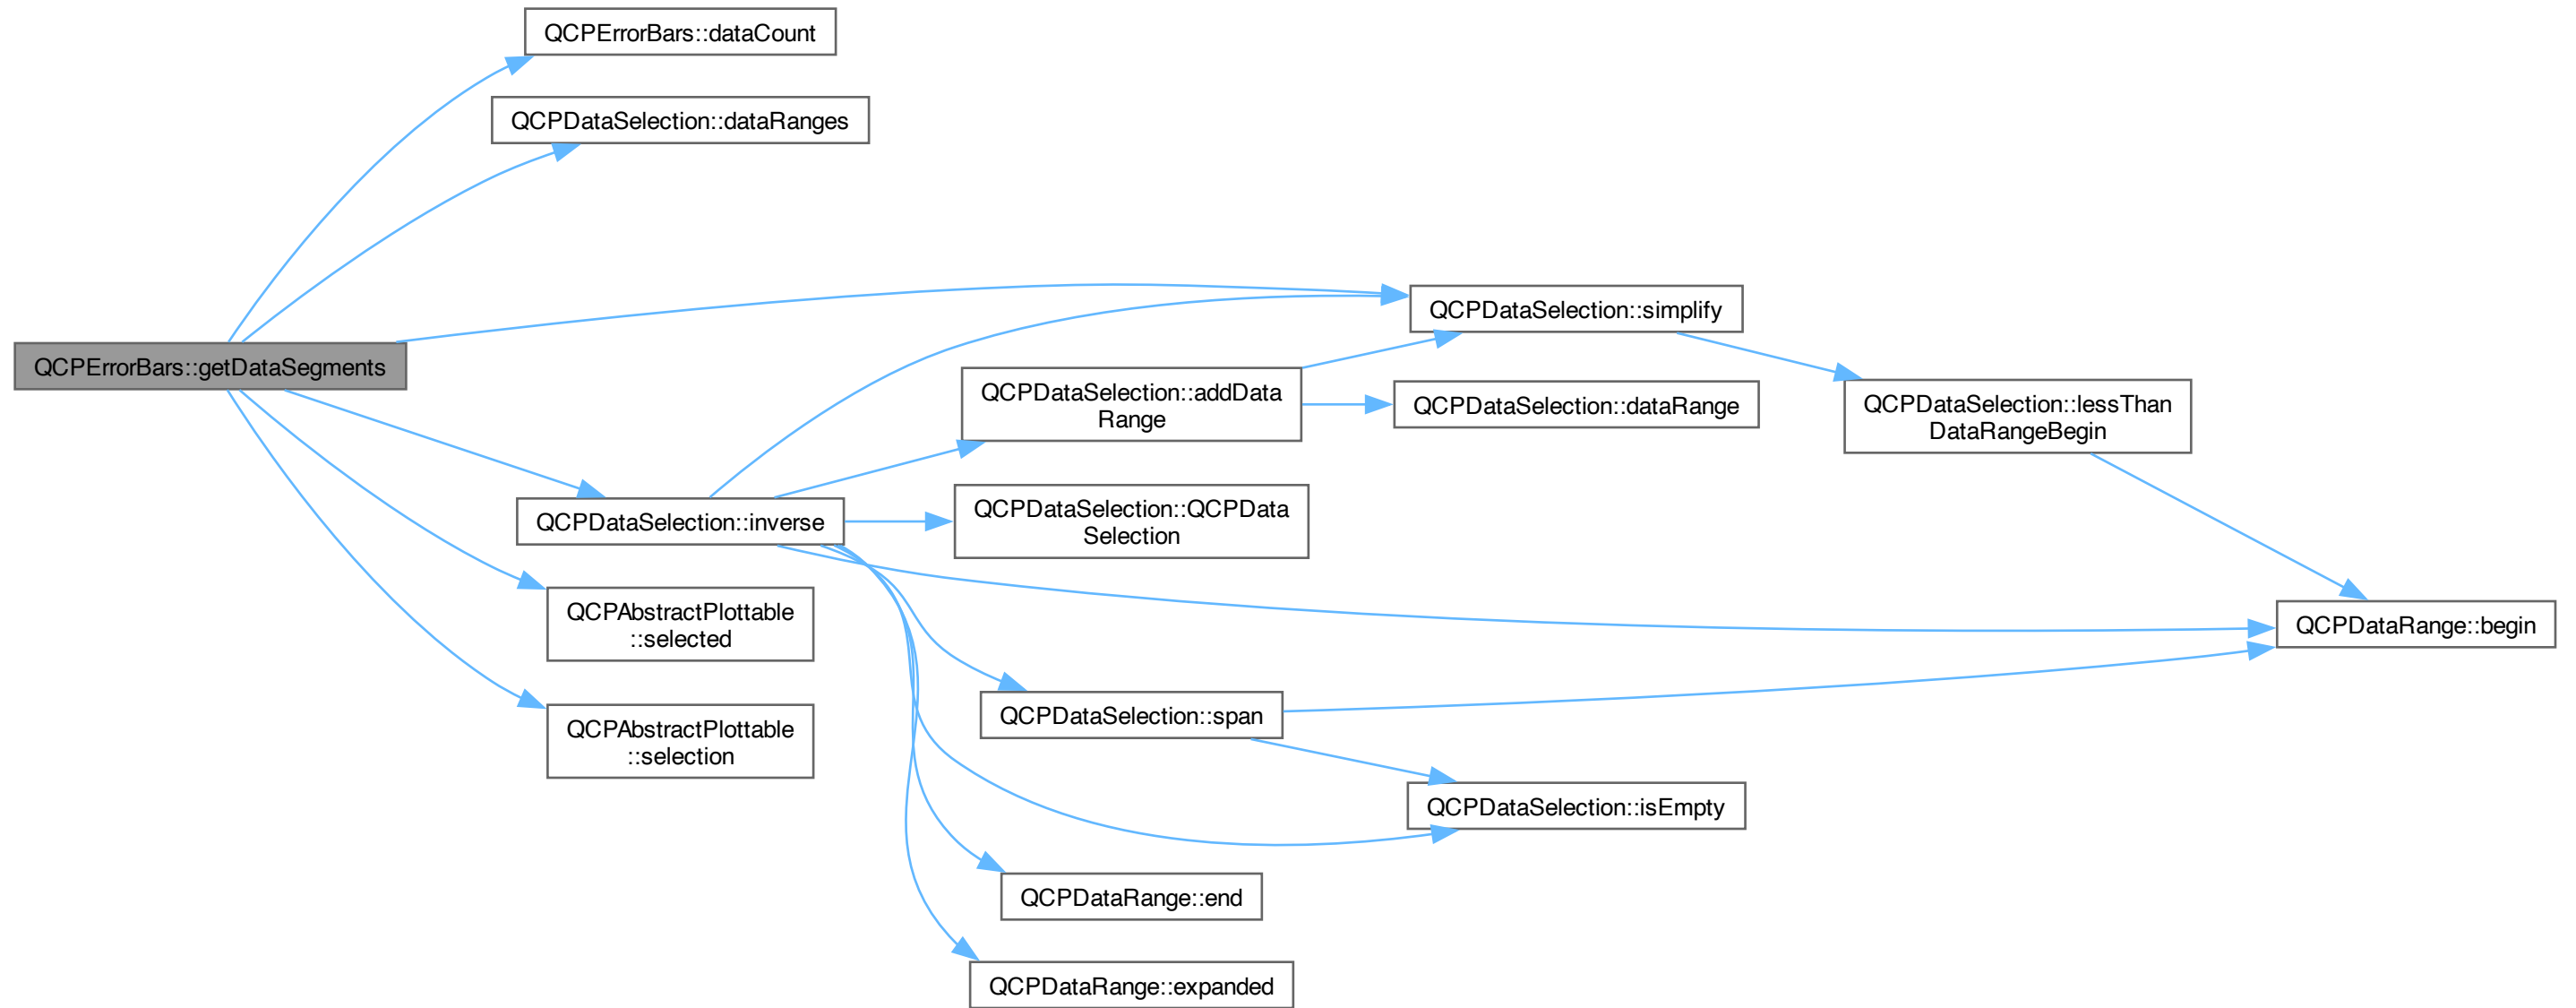 QCPErrorBars::dataCount
QCPDataSelection::dataRanges
QCPDataSelection::simplify
QCPErrorBars::getDataSegments
QCPDataSelection::addData
Range
QCPDataSelection::dataRange
QCPDataSelection::lessThan
DataRangeBegin
QCPDataSelection::inverse
QCPDataSelection::QCPData
Selection
QCPAbstractPlottable
::selected
QCPDataRange::begin
QCPDataSelection::span
QCPAbstractPlottable
::selection
QCPDataSelection::isEmpty
QCPDataRange::end
QCPDataRange::expanded